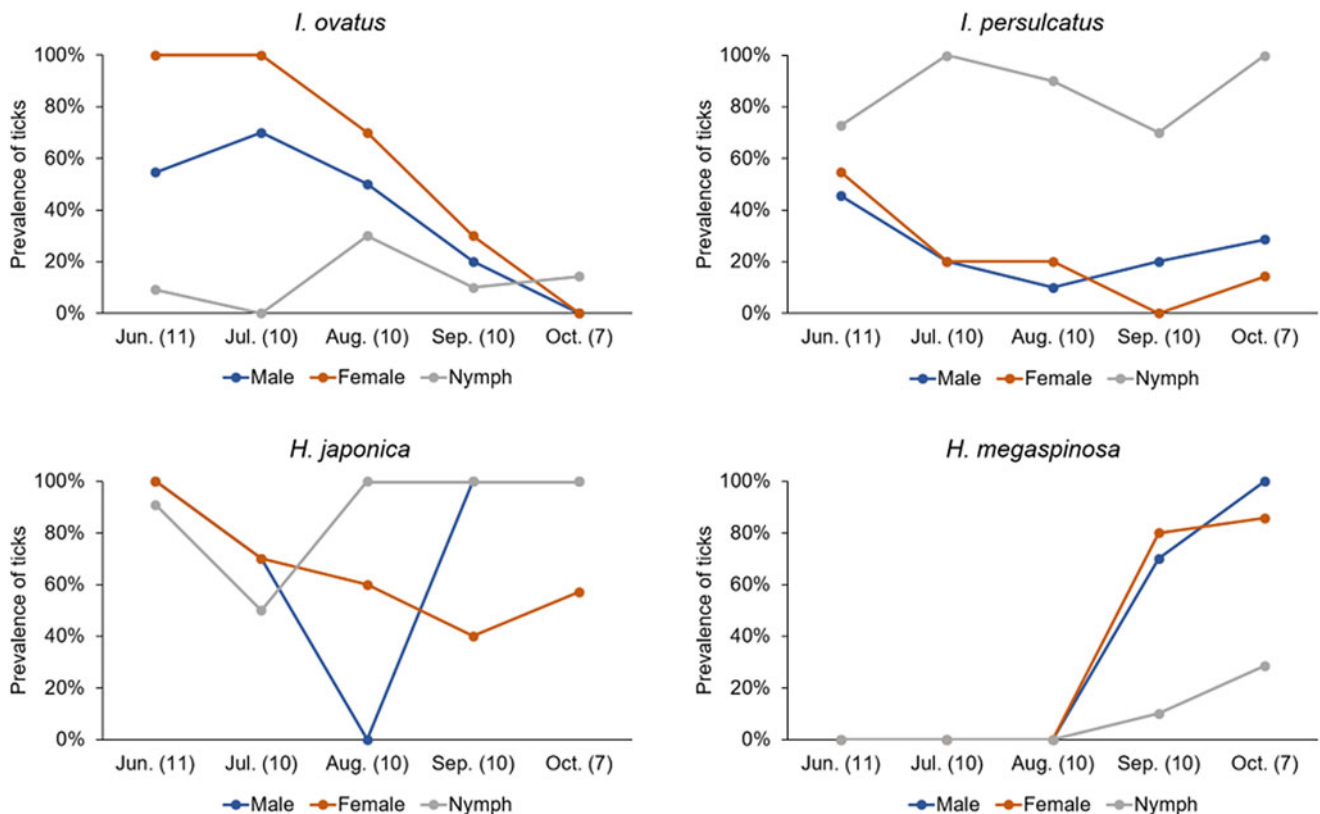 I. ovatus
Prevalence of ticks
100%
80%
60%
40%
20%
0%
Jun. (11) Jul. (10) Aug. (10) Sep. (10) Oct. (7)
Male Female Nymph
I. persulcatus
Prevalence of ticks
100%
80%
60%
40%
20%
0%
Jun. (11) Jul. (10) Aug. (10) Sep. (10) Oct. (7)
Male Female Nymph
H. japonica
Prevalence of ticks
100%
80%
60%
40%
20%
0%
Jun. (11) Jul. (10) Aug. (10) Sep. (10) Oct. (7)
Male Female Nymph
H. megaspinosa
Prevalence of ticks
100%
80%
60%
40%
20%
0%
Jun. (11) Jul. (10) Aug. (10) Sep. (10) Oct. (7)
Male Female Nymph